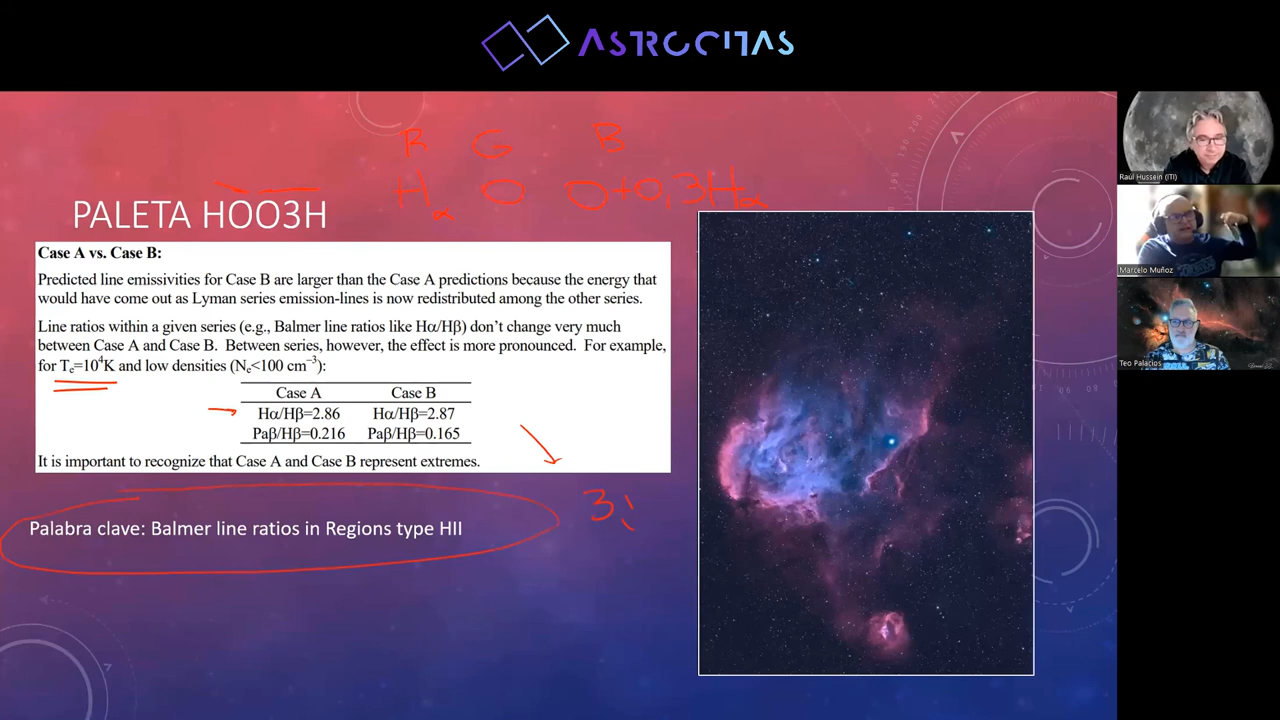 ASTROCITAS
R G B
Hα O O+0,3Hα
PALETA HOO3H
Case A vs. Case B:
Predicted line emissivities for Case B are larger than the Case A predictions because the energy that
would have come out as Lyman series emission-lines is now redistributed among the other series.
Line ratios within a given series (e.g., Balmer line ratios like Hα/Hβ) don't change very much
between Case A and Case B. Between series, however, the effect is more pronounced. For example,
for Te=10⁴K and low densities (Ne<100 cm⁻³):
Case A Case B
Hα/Hβ=2.86 Hα/Hβ=2.87
Paβ/Hβ=0.216 Paβ/Hβ=0.165
It is important to recognize that Case A and Case B represent extremes.
3
Palabra clave: Balmer line ratios in Regions type HII
Raul Hussein (ITI)
Marcelo Muñoz
Teo Palacios